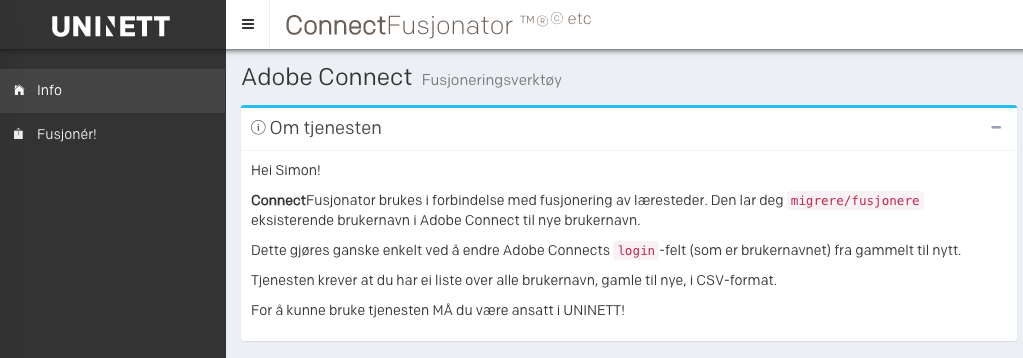 UNINETT
ConnectFusjonator ™®© etc
Info
Fusjonér!
Adobe Connect Fusjoneringsverktøy
Om tjenesten
Hei Simon!
ConnectFusjonator brukes i forbindelse med fusjonering av læresteder. Den lar deg migrere/fusjonere
eksisterende brukernavn i Adobe Connect til nye brukernavn.
Dette gjøres ganske enkelt ved å endre Adobe Connects login-felt (som er brukernavnet) fra gammelt til nytt.
Tjenesten krever at du har ei liste over alle brukernavn, gamle til nye, i CSV-format.
For å kunne bruke tjenesten MÅ du være ansatt i UNINETT!